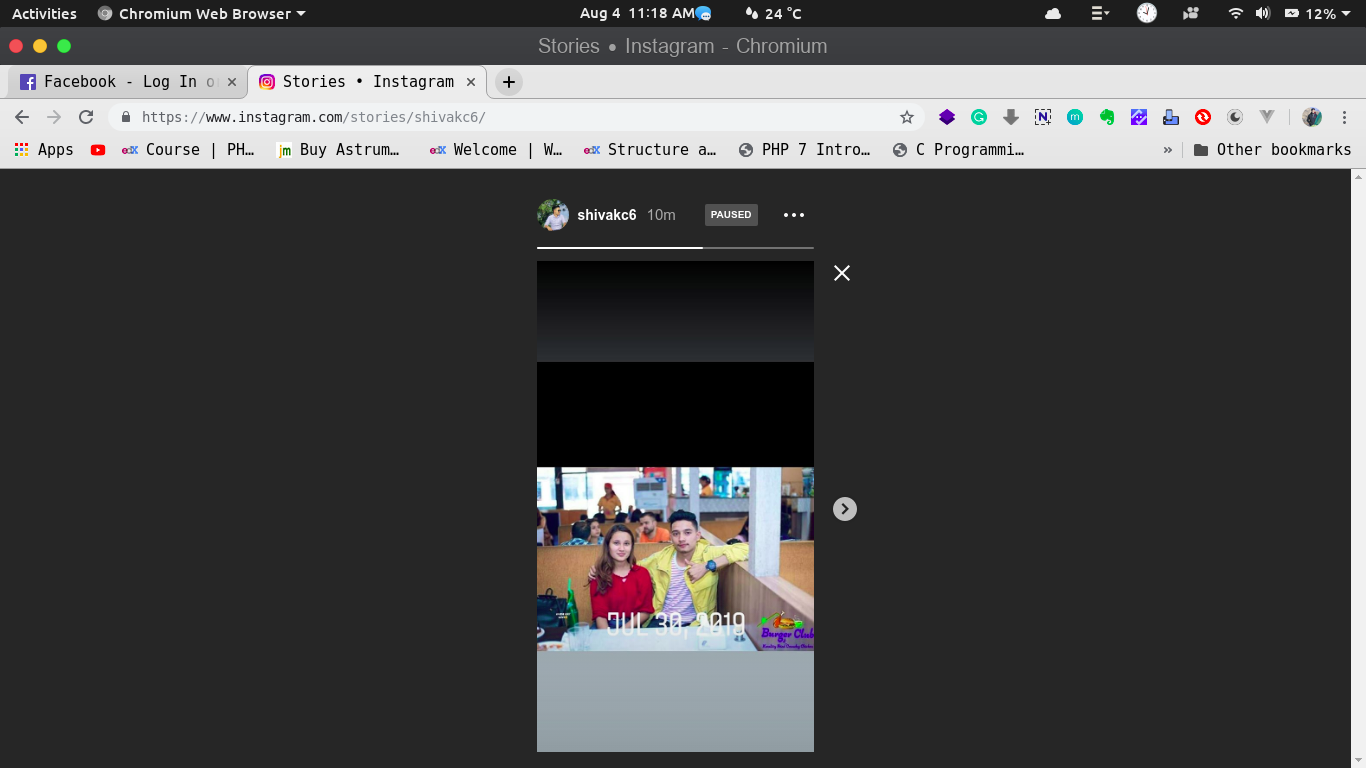 Activities Chromium Web Browser Aug 4 11:18 AM 24 °C 12%
Stories • Instagram - Chromium
Facebook - Log In o
Stories • Instagram
https://www.instagram.com/stories/shivakc6/
Apps
Course | PH…
jm Buy Astrum…
Welcome | W…
Structure a…
PHP 7 Intro…
C Programmi…
» Other bookmarks
shivakc6 10m PAUSED
JUL 30, 2019
Burger Club